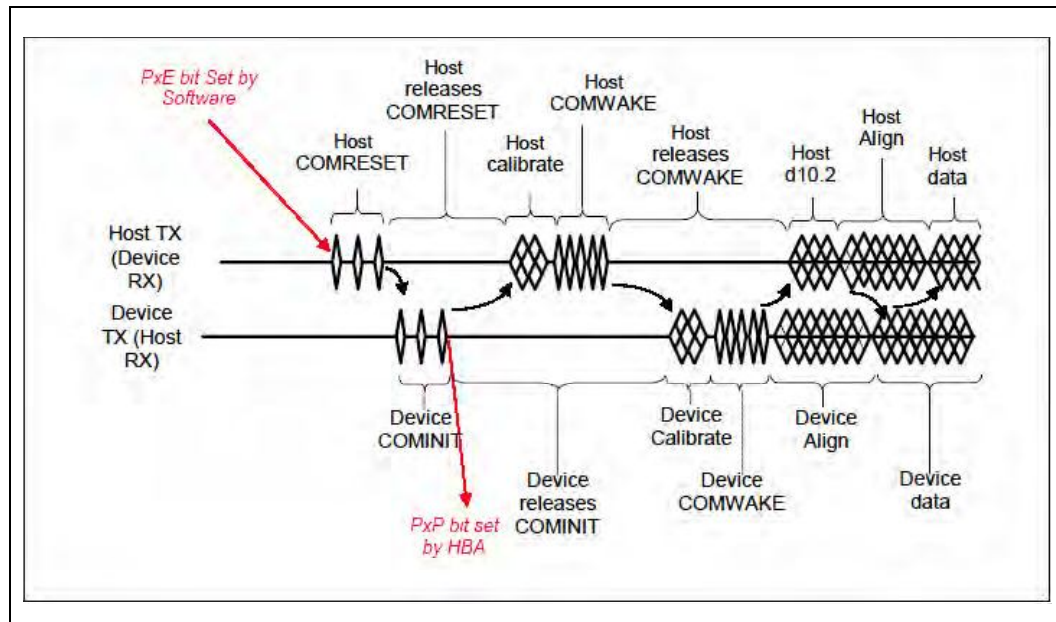 PxE bit Set by
Software
Host
COMRESET
Host
releases
COMRESET
Host
calibrate
Host
COMWAKE
Host
releases
COMWAKE
Host
d10.2
Host
Align
Host
data
Host TX
(Device
RX)
Device
TX (Host
RX)
Device
COMINIT
PxP bit set
by HBA
Device
releases
COMINIT
Device
Calibrate
Device
COMWAKE
Device
Align
Device
data